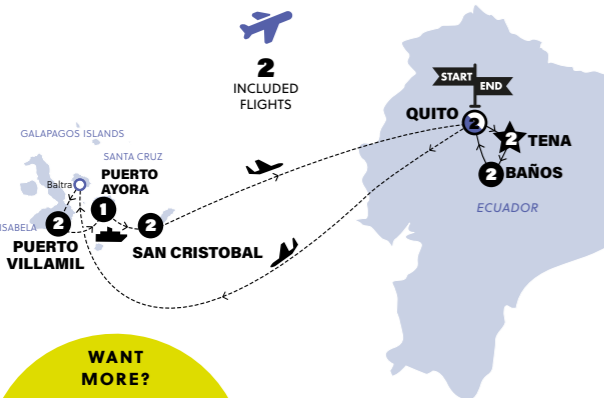 2
INCLUDED
FLIGHTS
START
END
QUITO
2
2
TENA
2
BAÑOS
ECUADOR
GALAPAGOS ISLANDS
SANTA CRUZ
PUERTO
AYORA
Baltra
1
2
2
ISABELA
PUERTO
VILLAMIL
SAN CRISTOBAL
WANT
MORE?